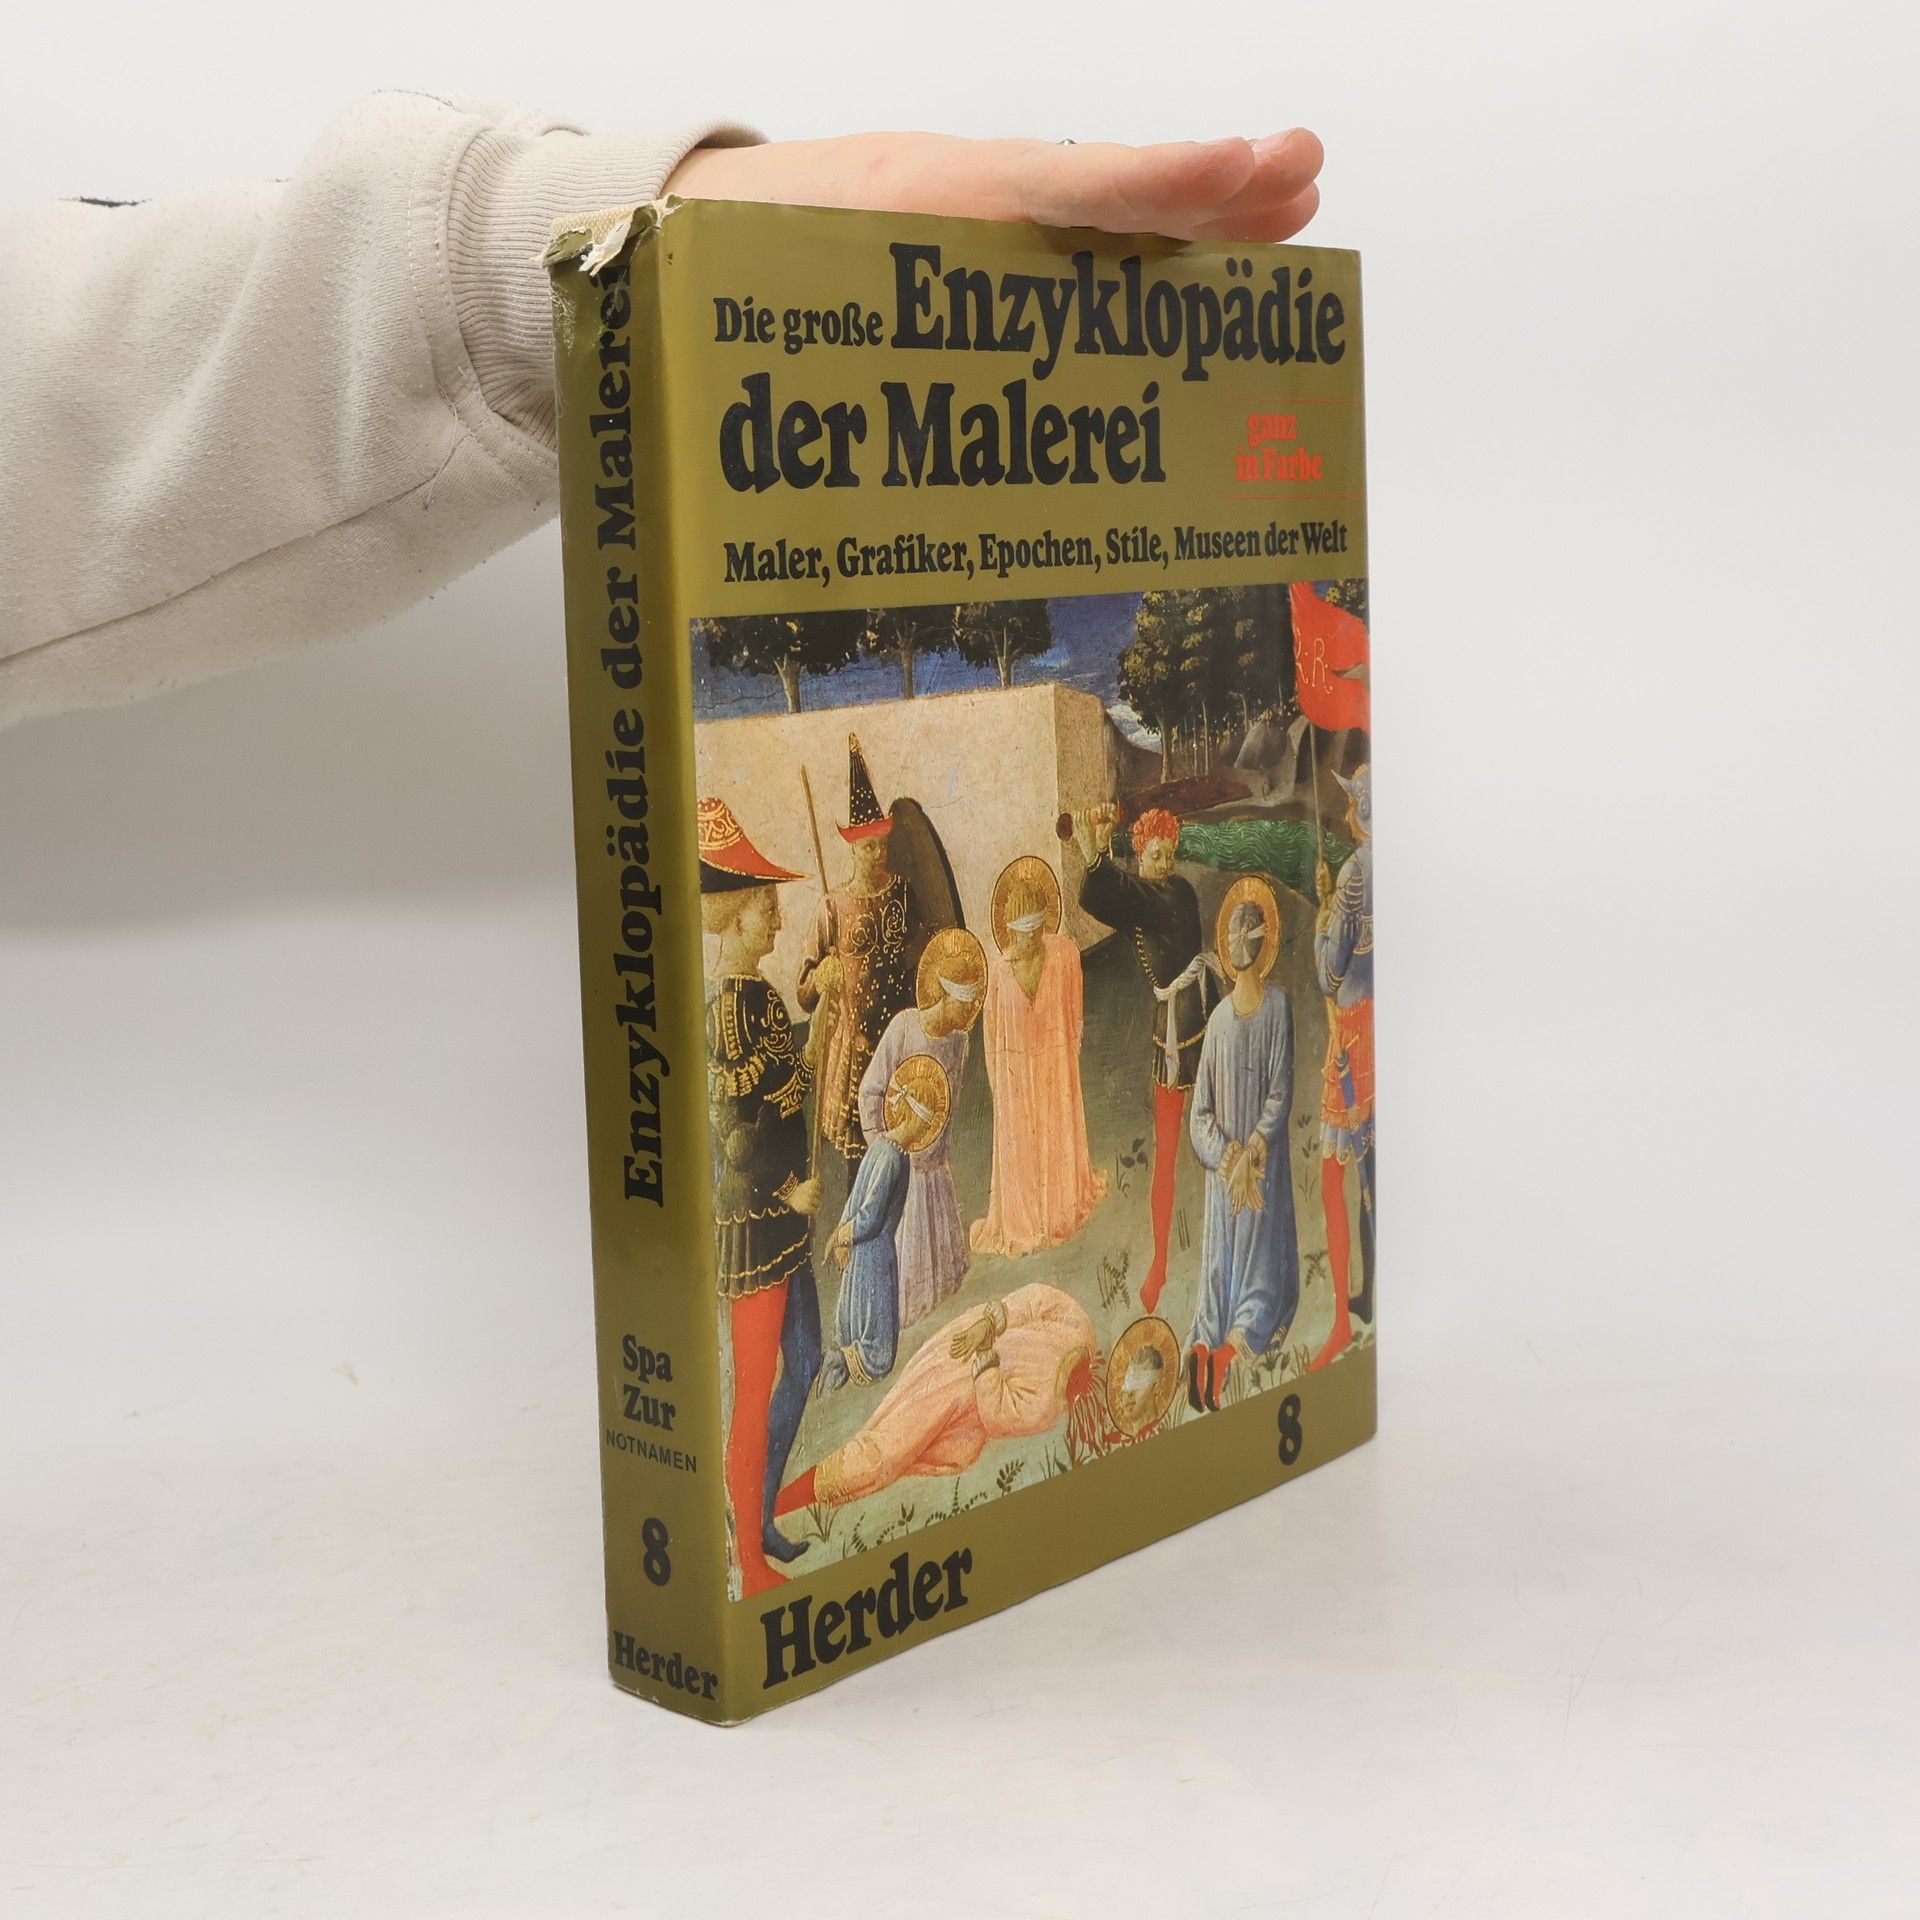 Die große Enzyklopädie
der Malerei
ganz
in Farbe
Maler, Grafiker, Epochen, Stile, Museen der Welt
8
Herder
Enzyklopädie der Malerei
Spa
Zur
NOTNAMEN
8
Herder